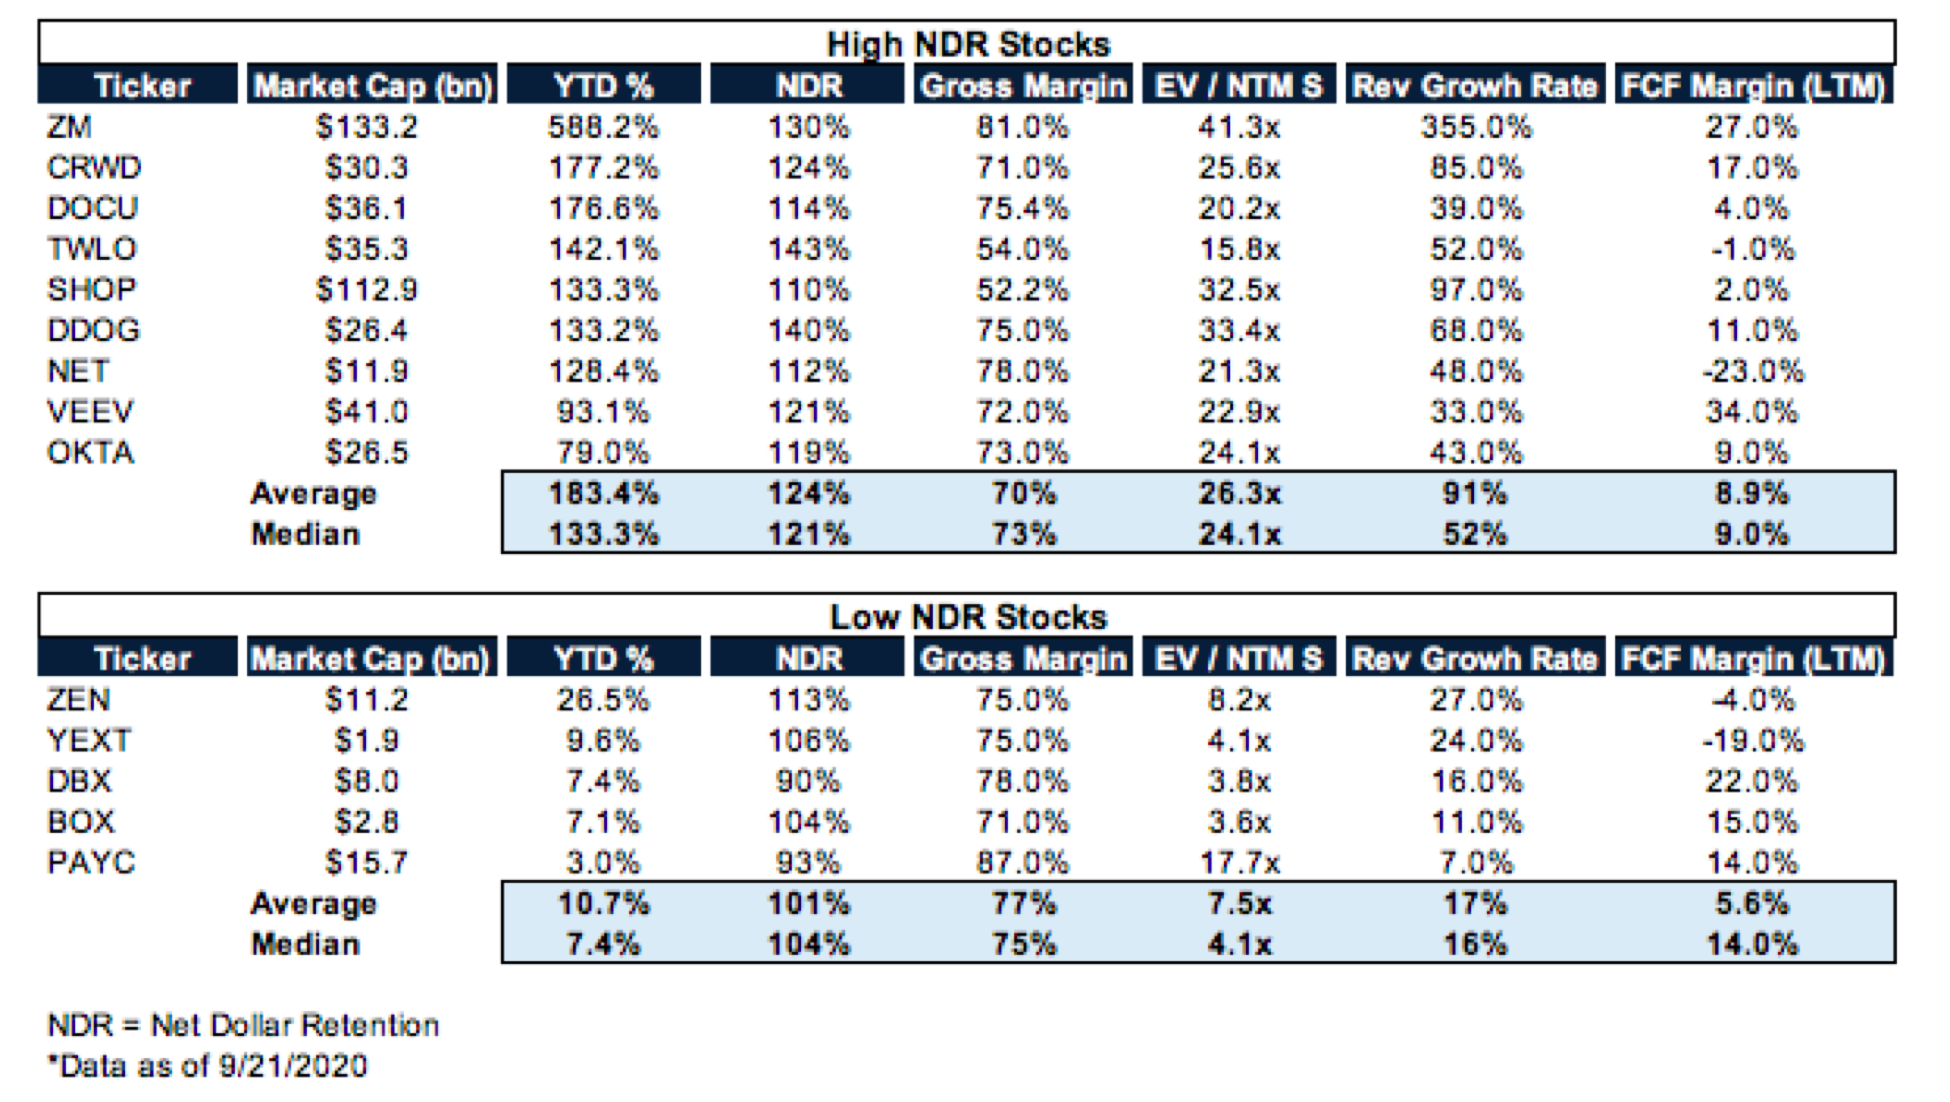 High NDR Stocks
Ticker Market Cap (bn) YTD % NDR Gross Margin EV / NTM S Rev Growh Rate FCF Margin (LTM)
ZM $133.2 588.2% 130% 81.0% 41.3x 355.0% 27.0%
CRWD $30.3 177.2% 124% 71.0% 25.6x 85.0% 17.0%
DOCU $36.1 176.6% 114% 75.4% 20.2x 39.0% 4.0%
TWLO $35.3 142.1% 143% 54.0% 15.8x 52.0% -1.0%
SHOP $112.9 133.3% 110% 52.2% 32.5x 97.0% 2.0%
DDOG $26.4 133.2% 140% 75.0% 33.4x 68.0% 11.0%
NET $11.9 128.4% 112% 78.0% 21.3x 48.0% -23.0%
VEEV $41.0 93.1% 121% 72.0% 22.9x 33.0% 34.0%
OKTA $26.5 79.0% 119% 73.0% 24.1x 43.0% 9.0%
Average 183.4% 124% 70% 26.3x 91% 8.9%
Median 133.3% 121% 73% 24.1x 52% 9.0%
Low NDR Stocks
Ticker Market Cap (bn) YTD % NDR Gross Margin EV / NTM S Rev Growh Rate FCF Margin (LTM)
ZEN $11.2 26.5% 113% 75.0% 8.2x 27.0% -4.0%
YEXT $1.9 9.6% 106% 75.0% 4.1x 24.0% -19.0%
DBX $8.0 7.4% 90% 78.0% 3.8x 16.0% 22.0%
BOX $2.8 7.1% 104% 71.0% 3.6x 11.0% 15.0%
PAYC $15.7 3.0% 93% 87.0% 17.7x 7.0% 14.0%
Average 10.7% 101% 77% 7.5x 17% 5.6%
Median 7.4% 104% 75% 4.1x 16% 14.0%
NDR = Net Dollar Retention
*Data as of 9/21/2020